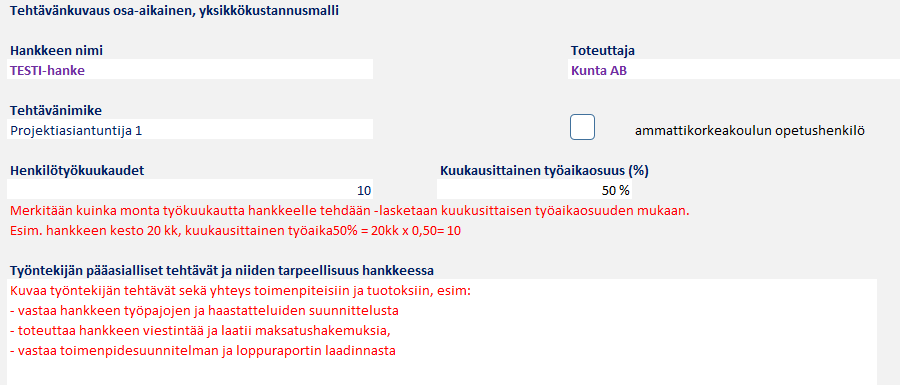 Tehtävänkuvaus osa-aikainen, yksikkökustannusmalli
Hankkeen nimi
Toteuttaja
TESTI-hanke
Kunta AB
Tehtävänimike
Projektiasiantuntija 1
ammattikorkeakoulun opetushenkilö
Henkilötyökuukaudet
Kuukausittainen työaikaosuus (%)
10
50 %
Merkitään kuinka monta työkuukautta hankkeelle tehdään -lasketaan kuukusittaisen työaikaosuuden mukaan.
Esim. hankkeen kesto 20 kk, kuukausittainen työaika50% = 20kk x 0,50= 10
Työntekijän pääasialliset tehtävät ja niiden tarpeellisuus hankkeessa
Kuvaa työntekijän tehtävät sekä yhteys toimenpiteisiin ja tuotoksiin, esim:
- vastaa hankkeen työpajojen ja haastatteluiden suunnittelusta
- toteuttaa hankkeen viestintää ja laatii maksatushakemuksia,
- vastaa toimenpidesuunnitelman ja loppuraportin laadinnasta